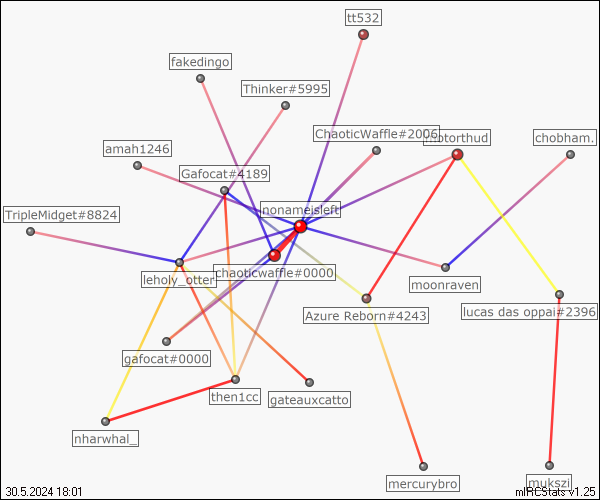 tt532
fakedingo
Thinker#5995
ChaoticWaffle#2006
motorthud
chobham.
amah1246
Gafocat#4189
nonameisleft
TripleMidget#8824
leholy_otter
chaoticwaffle#0000
moonraven
Azure Reborn#4243
lucas das oppai#2396
gafocat#0000
then1cc
gateauxcatto
nharwhal_
mercurybro
mukszi
30.5.2024 18:01
mIRCStats v1.25